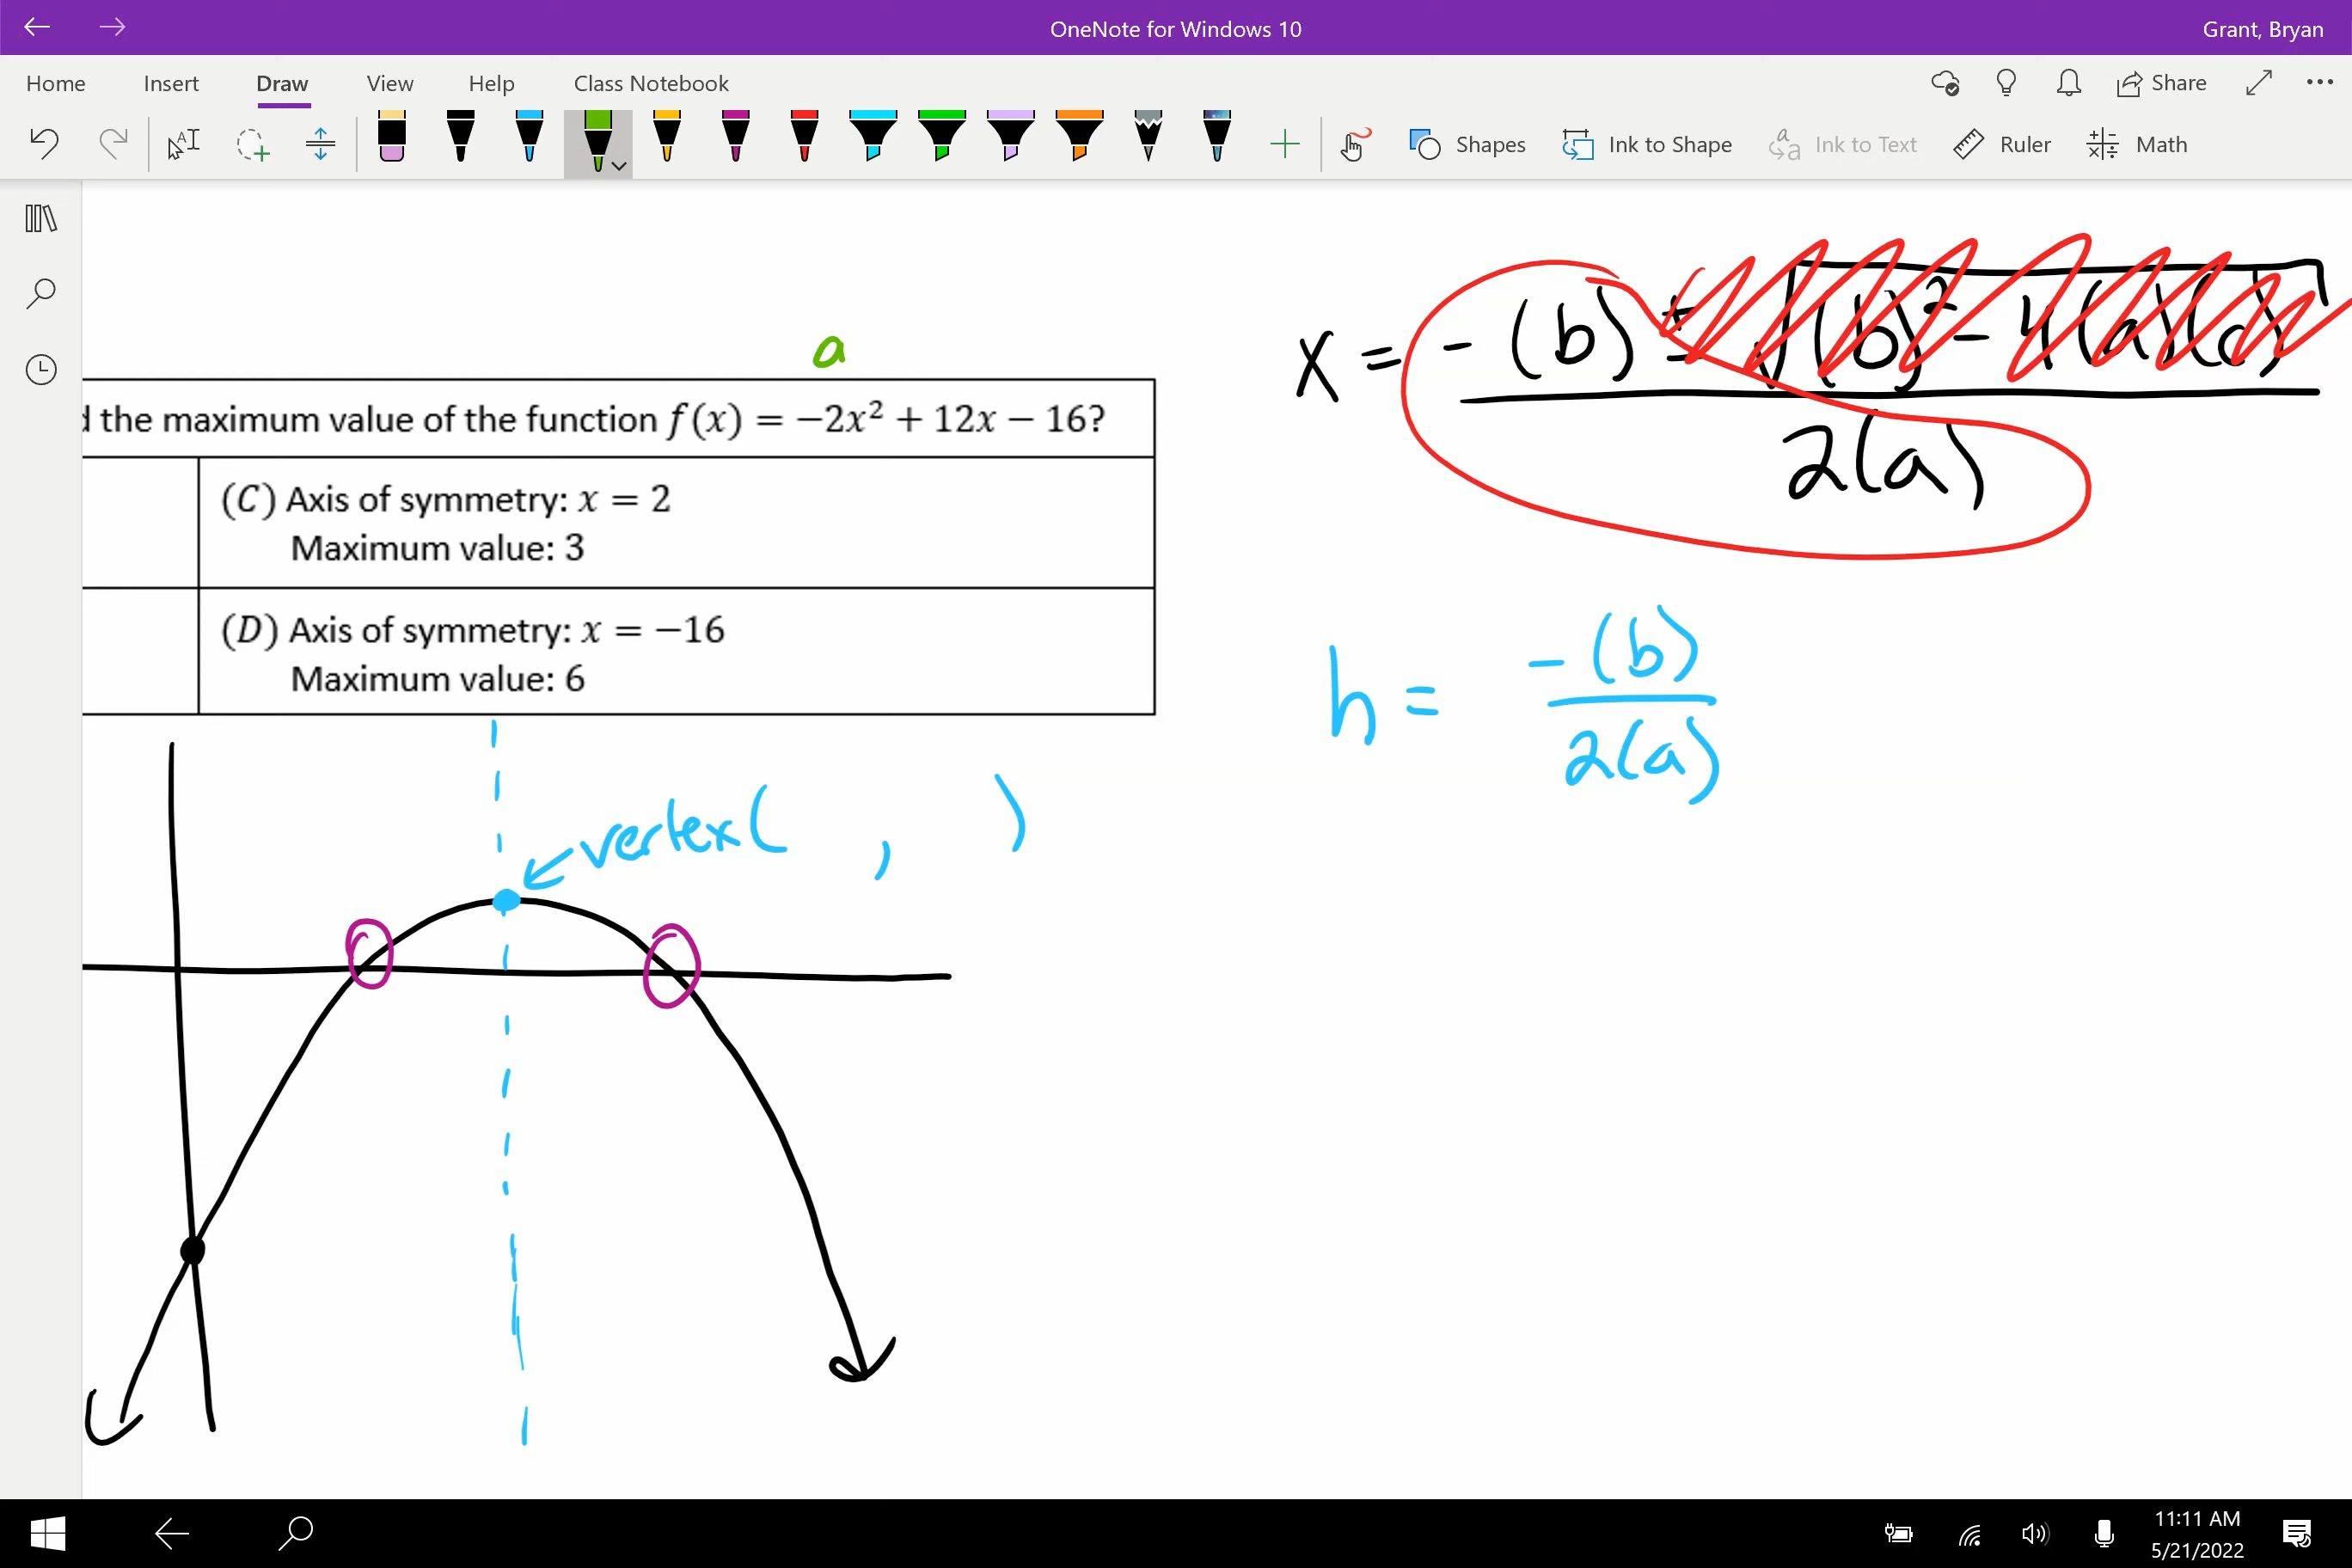 OneNote for Windows 10
Grant, Bryan
Home Insert Draw View Help Class Notebook
Share
Shapes Ink to Shape Ink to Text Ruler Math
a
d the maximum value of the function f(x) = −2x² + 12x − 16?
(C) Axis of symmetry: x = 2
Maximum value: 3
(D) Axis of symmetry: x = −16
Maximum value: 6
x = -(b) ± √(b)² - 4(a)(c)
2(a)
h = -(b)
2(a)
vertex( , )
11:11 AM
5/21/2022